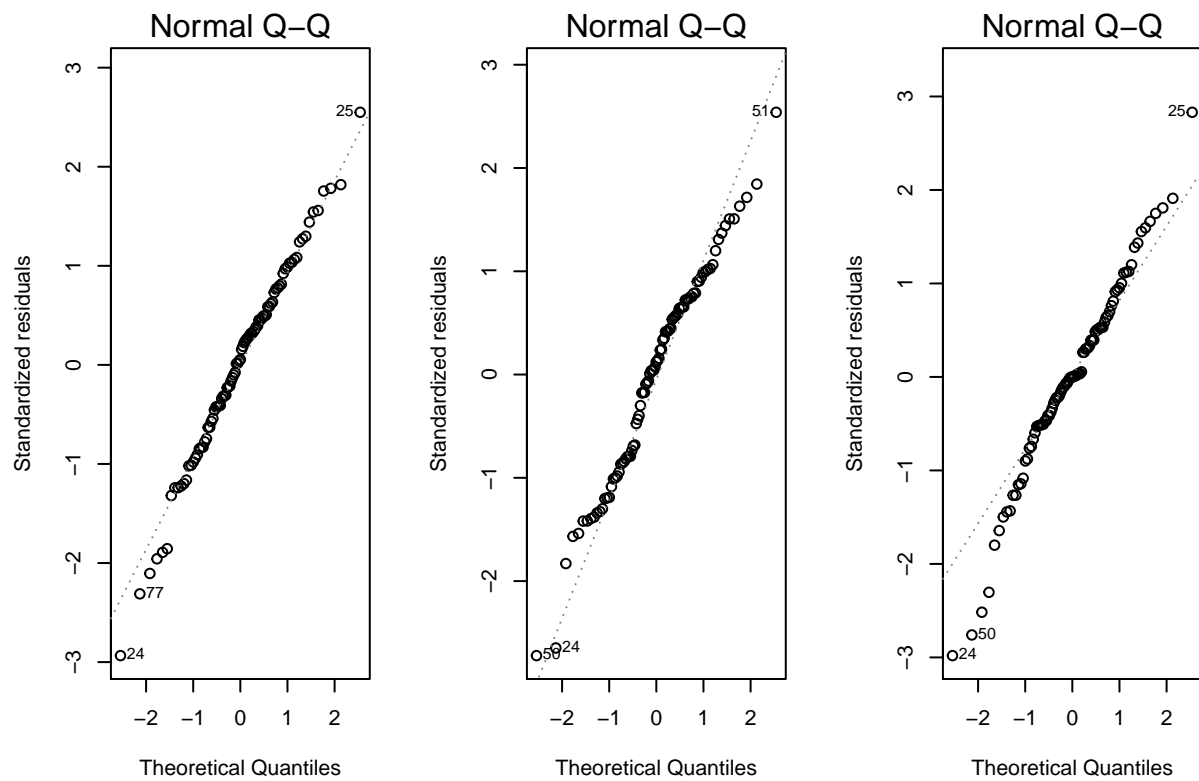 Normal Q−Q
Standardized residuals
3
2
1
0
−1
−2
−3
25
77
24
−2 −1 0 1 2
Theoretical Quantiles
Normal Q−Q
Standardized residuals
3
2
1
0
−1
−2
51
50
24
−2 −1 0 1 2
Theoretical Quantiles
Normal Q−Q
Standardized residuals
3
2
1
0
−1
−2
−3
25
50
24
−2 −1 0 1 2
Theoretical Quantiles